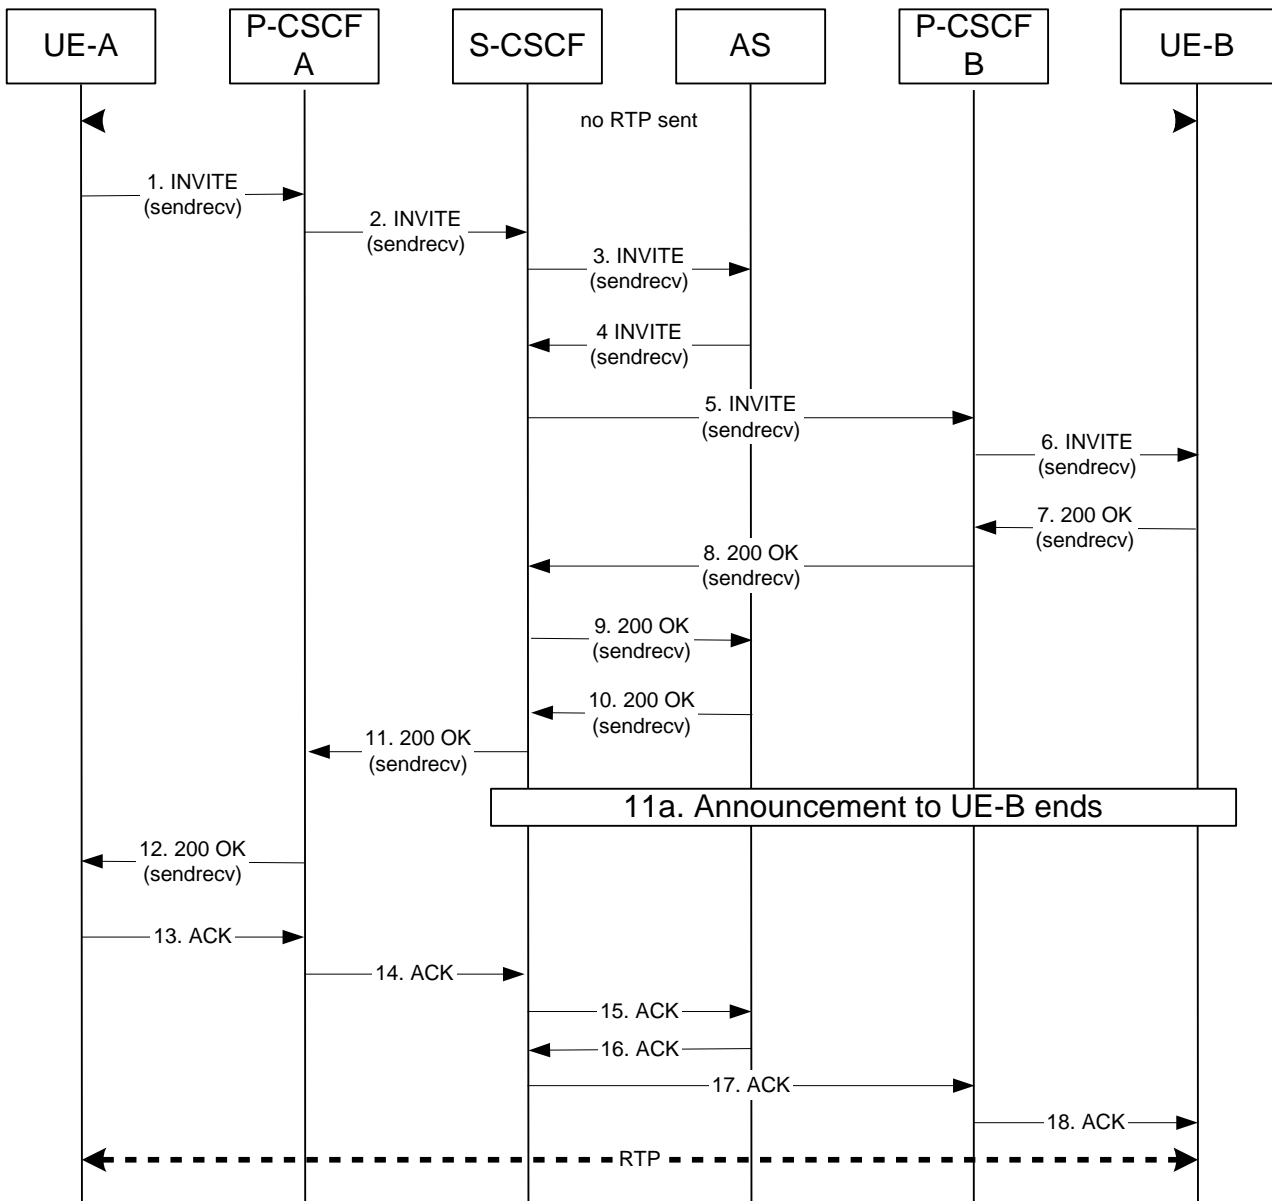 UE-A
P-CSCF
A
S-CSCF
AS
P-CSCF
B
UE-B
no RTP sent
1. INVITE
(sendrecv)
2. INVITE
(sendrecv)
3. INVITE
(sendrecv)
4 INVITE
(sendrecv)
5. INVITE
(sendrecv)
6. INVITE
(sendrecv)
7. 200 OK
(sendrecv)
8. 200 OK
(sendrecv)
9. 200 OK
(sendrecv)
10. 200 OK
(sendrecv)
11. 200 OK
(sendrecv)
11a. Announcement to UE-B ends
12. 200 OK
(sendrecv)
13. ACK
14. ACK
15. ACK
16. ACK
17. ACK
18. ACK
RTP